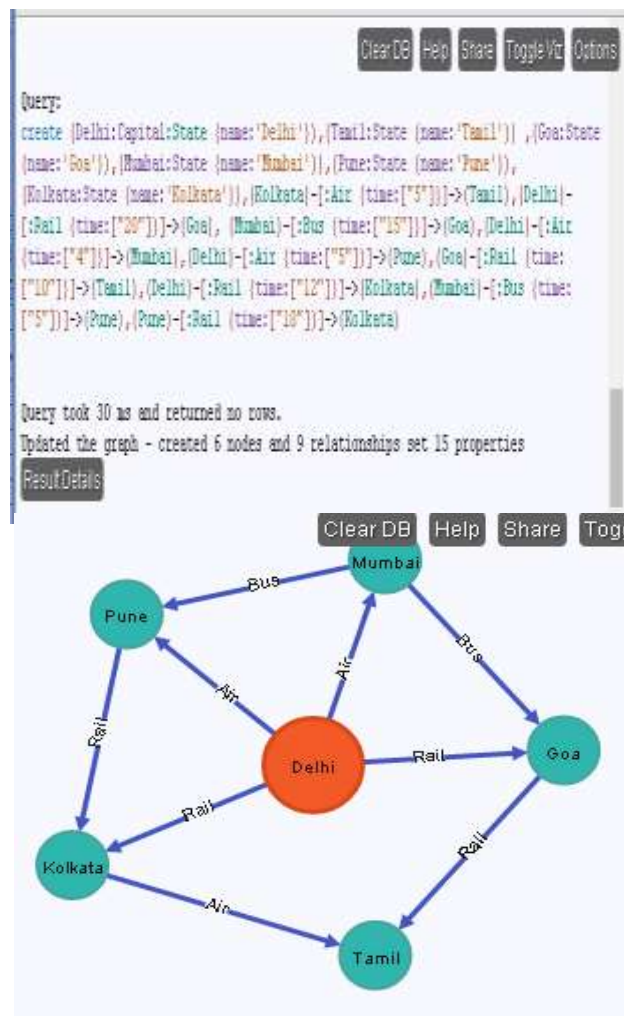 Clear DB Help Share Toggle Viz Options
Query:
create (Delhi:Capital:State {name:'Delhi'}),(Tamil:State {name:'Tamil'}) ,(Goa:State
{name:'Goa'}),(Mumbai:State {name:'Mumbai'}),(Pune:State {name:'Pune'}),
(Kolkata:State {name:'Kolkata'}),(Kolkata)-[:Air {time:["5"]}]->(Tamil),(Delhi)-
[:Rail {time:["20"]}]->(Goa), (Mumbai)-[:Bus {time:["15"]}]->(Goa),(Delhi)-[:Air
{time:["4"]}]->(Mumbai),(Delhi)-[:Air {time:["5"]}]->(Pune),(Goa)-[:Rail {time:
["10"]}]->(Tamil),(Delhi)-[:Rail {time:["12"]}]->(Kolkata),(Mumbai)-[:Bus {time:
["5"]}]->(Pune),(Pune)-[:Rail {time:["18"]}]->(Kolkata)
Query took 30 ms and returned no rows.
Updated the graph - created 6 nodes and 9 relationships set 15 properties
Result Details
Clear DB Help Share Togg
Mumbai
Bus
Pune
Bus
Air
Air
Rail
Goa
Rail
Delhi
Rail
Rail
Kolkata
Air
Tamil